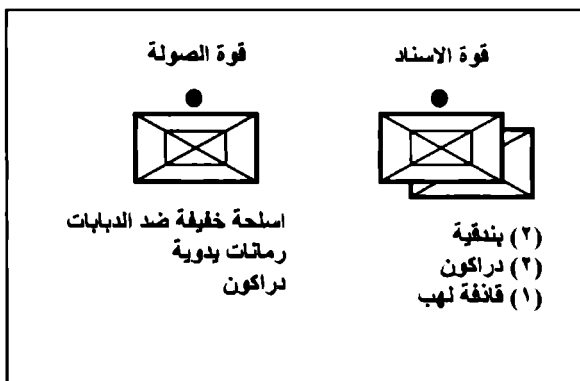 قوة الاسناد
(٢) بندقية
(٢) دراكون
(١) قاذفة لهب
قوة الصولة
اسلحة خفيفة ضد الدبابات
رمانات يدوية
دراكون